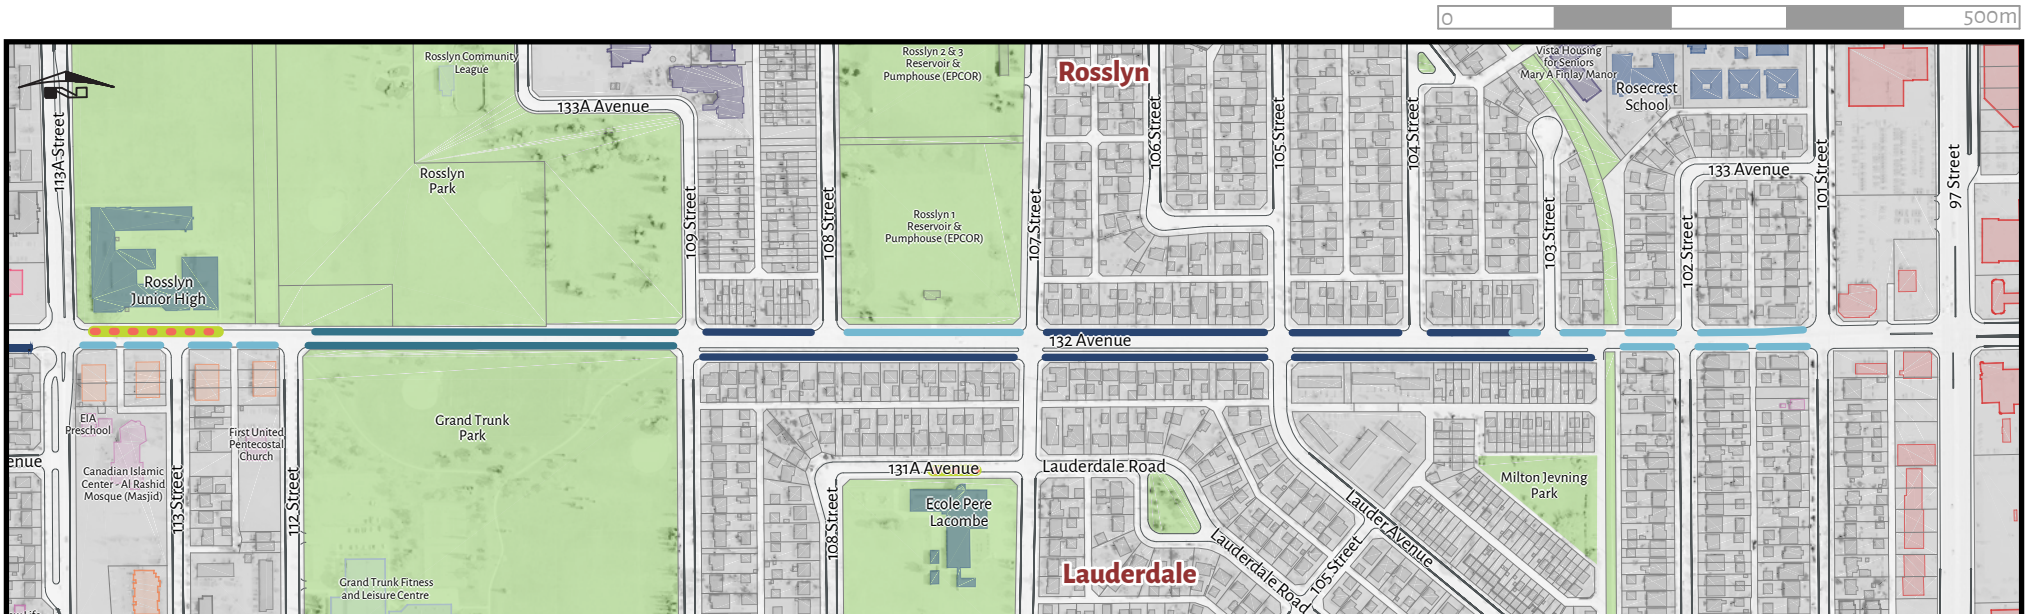 0 500m
Rosslyn Community
League
Rosslyn 2 & 3
Reservoir &
Pumphouse (EPCOR)
Rosslyn
Vista Housing
for Seniors
Mary A Finlay Manor
Rosecrest
School
133A Avenue
113A Street
106 Street
105 Street
104 Street
101 Street
97 Street
133 Avenue
Rosslyn
Park
109 Street
108 Street
Rosslyn 1
Reservoir &
Pumphouse (EPCOR)
107 Street
103 Street
102 Street
Rosslyn
Junior High
132 Avenue
EIA
Preschool
First United
Pentecostal
Church
Grand Trunk
Park
enue
Canadian Islamic
Center - Al Rashid
Mosque (Masjid)
113 Street
112 Street
131A Avenue
Lauderdale Road
Milton Jevning
Park
108 Street
Ecole Pere
Lacombe
Lauder Avenue
Lauderdale Road
105 Street
Lauderdale
Grand Trunk Fitness
and Leisure Centre